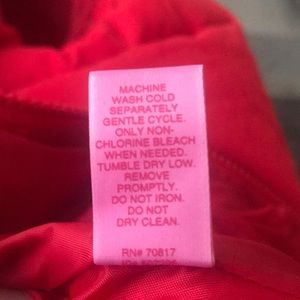 MACHINE
WASH COLD
SEPARATELY
GENTLE CYCLE.
ONLY NON-
CHLORINE BLEACH
WHEN NEEDED.
TUMBLE DRY LOW.
REMOVE
PROMPTLY.
DO NOT IRON.
DO NOT
DRY CLEAN.
RN# 70817